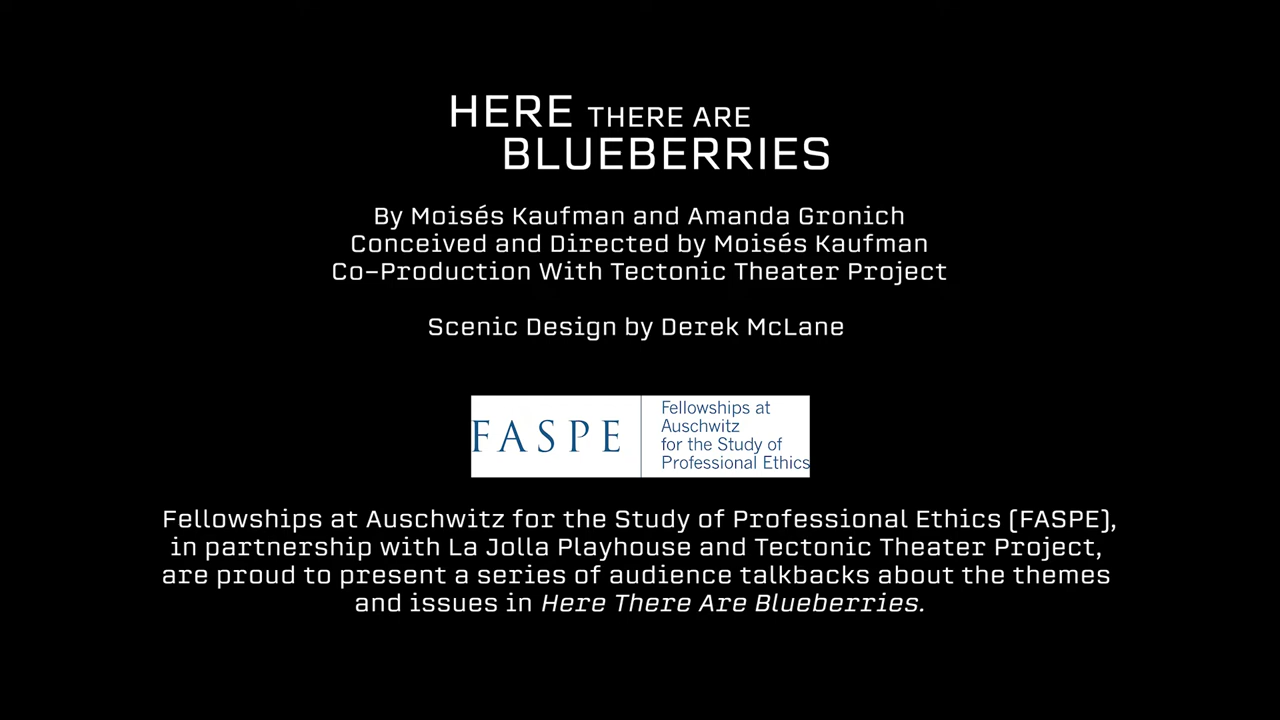 HERE THERE ARE
BLUEBERRIES
By Moisés Kaufman and Amanda Gronich
Conceived and Directed by Moisés Kaufman
Co-Production With Tectonic Theater Project
Scenic Design by Derek McLane
FASPE
Fellowships at
Auschwitz
for the Study of
Professional Ethics
Fellowships at Auschwitz for the Study of Professional Ethics (FASPE),
in partnership with La Jolla Playhouse and Tectonic Theater Project,
are proud to present a series of audience talkbacks about the themes
and issues in Here There Are Blueberries.